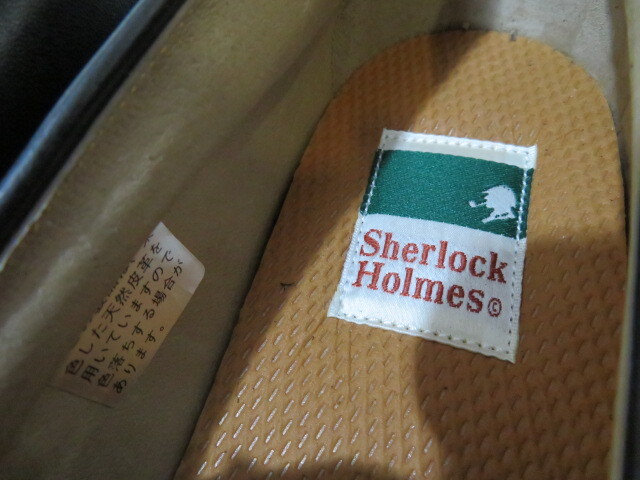 Sherlock
Holmes©
色した天然皮革を
用いていますので
色落ちする場合が
あります。